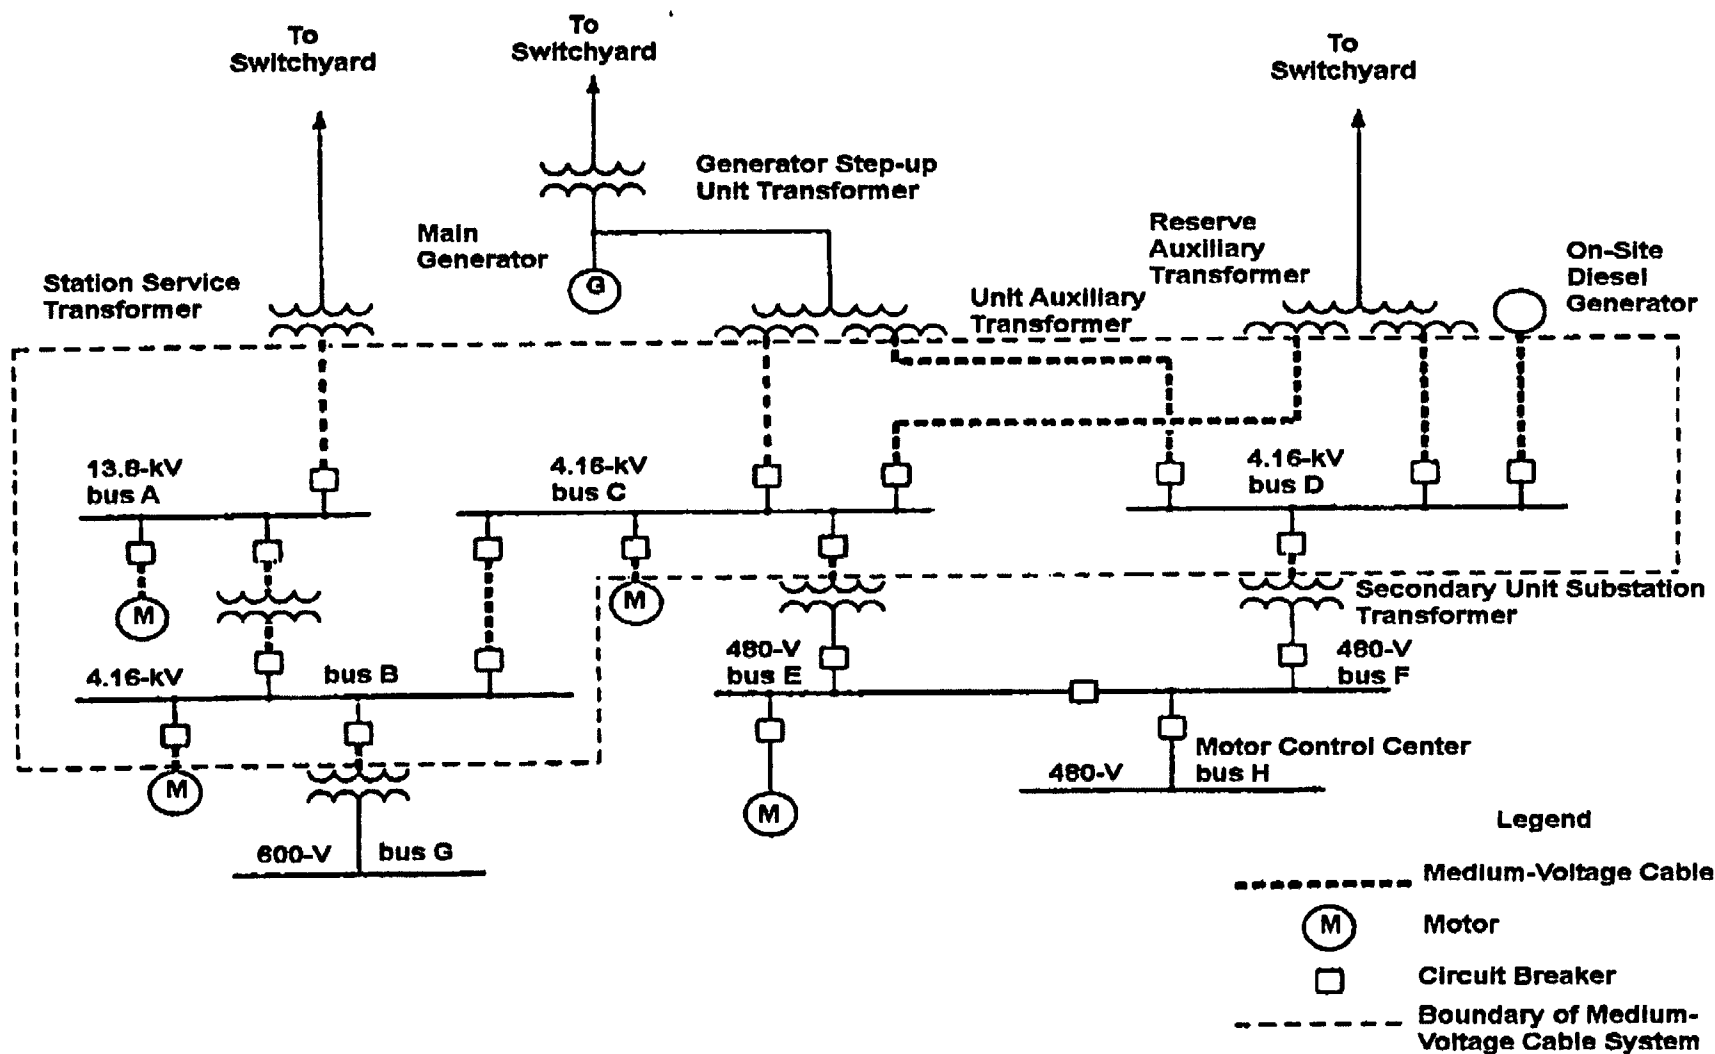 To
Switchyard
To
Switchyard
To
Switchyard
Generator Step-up
Unit Transformer
Main
Generator
G
Reserve
Auxiliary
Transformer
On-Site
Diesel
Generator
Station Service
Transformer
Unit Auxiliary
Transformer
13.8-kV
bus A
4.16-kV
bus C
4.16-kV
bus D
M
M
Secondary Unit Substation
Transformer
4.16-kV
bus B
480-V
bus E
480-V
bus F
M
M
Motor Control Center
480-V
bus H
600-V
bus G
Legend
Medium-Voltage Cable
M
Motor
Circuit Breaker
Boundary of Medium-
Voltage Cable System